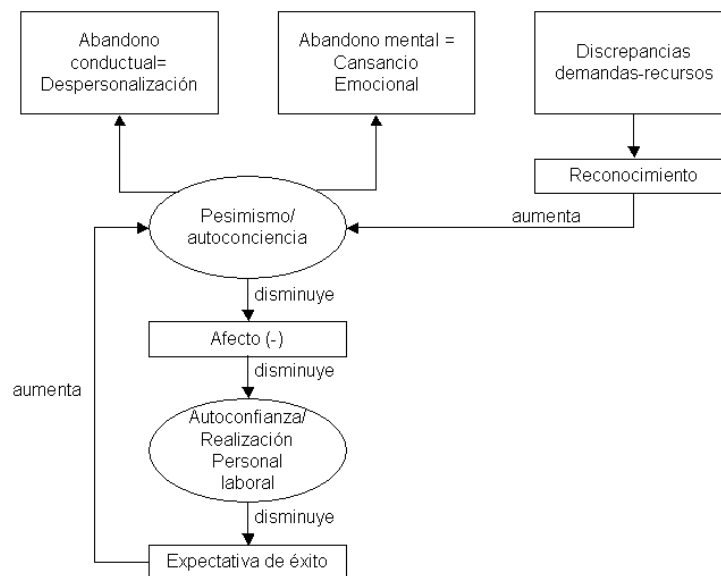 Abandono
conductual=
Despersonalización
Abandono mental =
Cansancio
Emocional
Discrepancias
demandas-recursos
Reconocimiento
aumenta
Pesimismo/
autoconciencia
disminuye
Afecto (-)
disminuye
aumenta
Autoconfianza/
Realización
Personal
laboral
disminuye
Expectativa de éxito